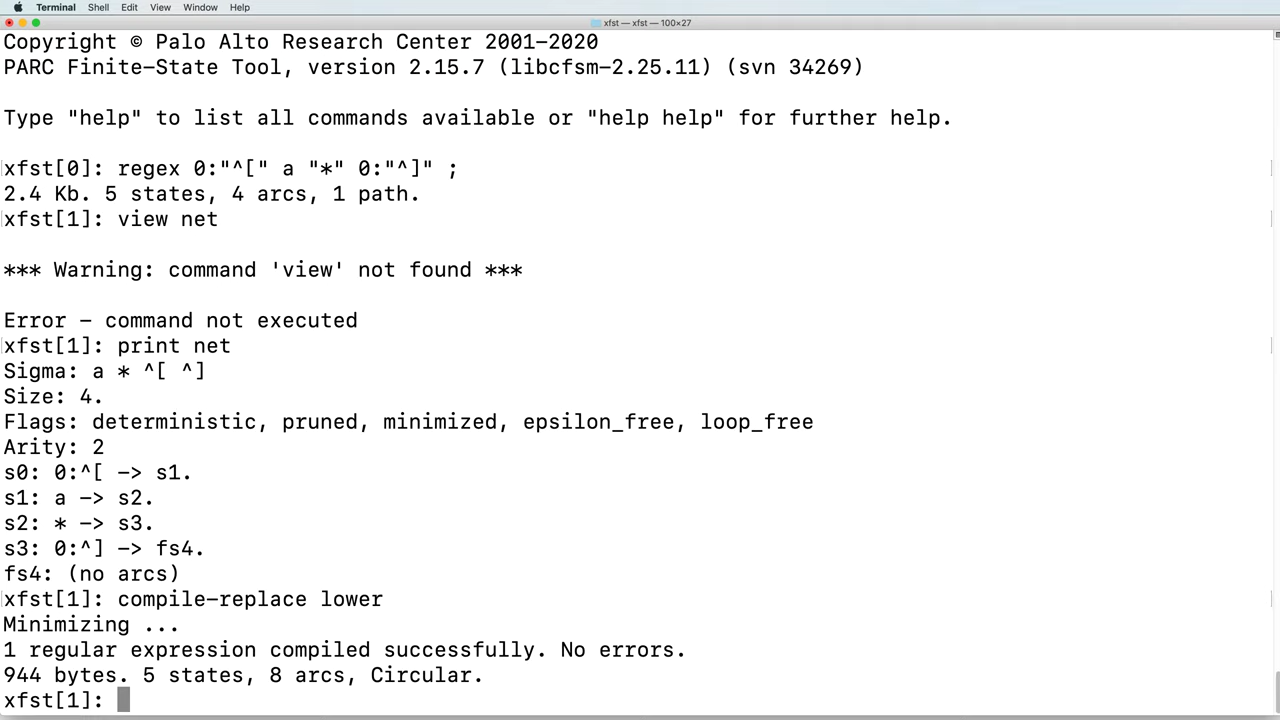 Terminal Shell Edit View Window Help
xfst — xfst — 100×27
Copyright © Palo Alto Research Center 2001-2020
PARC Finite-State Tool, version 2.15.7 (libcfsm-2.25.11) (svn 34269)
Type "help" to list all commands available or "help help" for further help.
xfst[0]: regex 0:"^[" a "*" 0:"^]" ;
2.4 Kb. 5 states, 4 arcs, 1 path.
xfst[1]: view net
*** Warning: command 'view' not found ***
Error - command not executed
xfst[1]: print net
Sigma: a * ^[ ^]
Size: 4.
Flags: deterministic, pruned, minimized, epsilon_free, loop_free
Arity: 2
s0: 0:^[ -> s1.
s1: a -> s2.
s2: * -> s3.
s3: 0:^] -> fs4.
fs4: (no arcs)
xfst[1]: compile-replace lower
Minimizing ...
1 regular expression compiled successfully. No errors.
944 bytes. 5 states, 8 arcs, Circular.
xfst[1]: